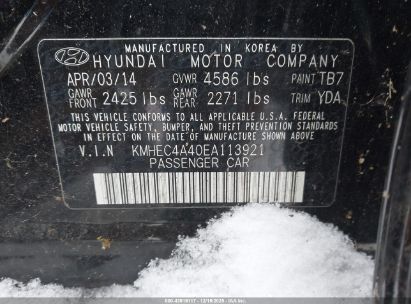 MANUFACTURED IN KOREA BY
HYUNDAI MOTOR COMPANY
APR/03/14 GVWR 4586 lbs PAINT TB7
GAWR FRONT 2425 lbs GAWR REAR 2271 lbs TRIM YDA
THIS VEHICLE CONFORMS TO ALL APPLICABLE U.S.A FEDERAL
MOTOR VEHICLE SAFETY, BUMPER, AND THEFT PREVENTION STANDARDS
IN EFFECT ON THE DATE OF MANUFACTURE SHOWN ABOVE.
V.I.N KMHEC4A40EA113921
PASSENGER CAR